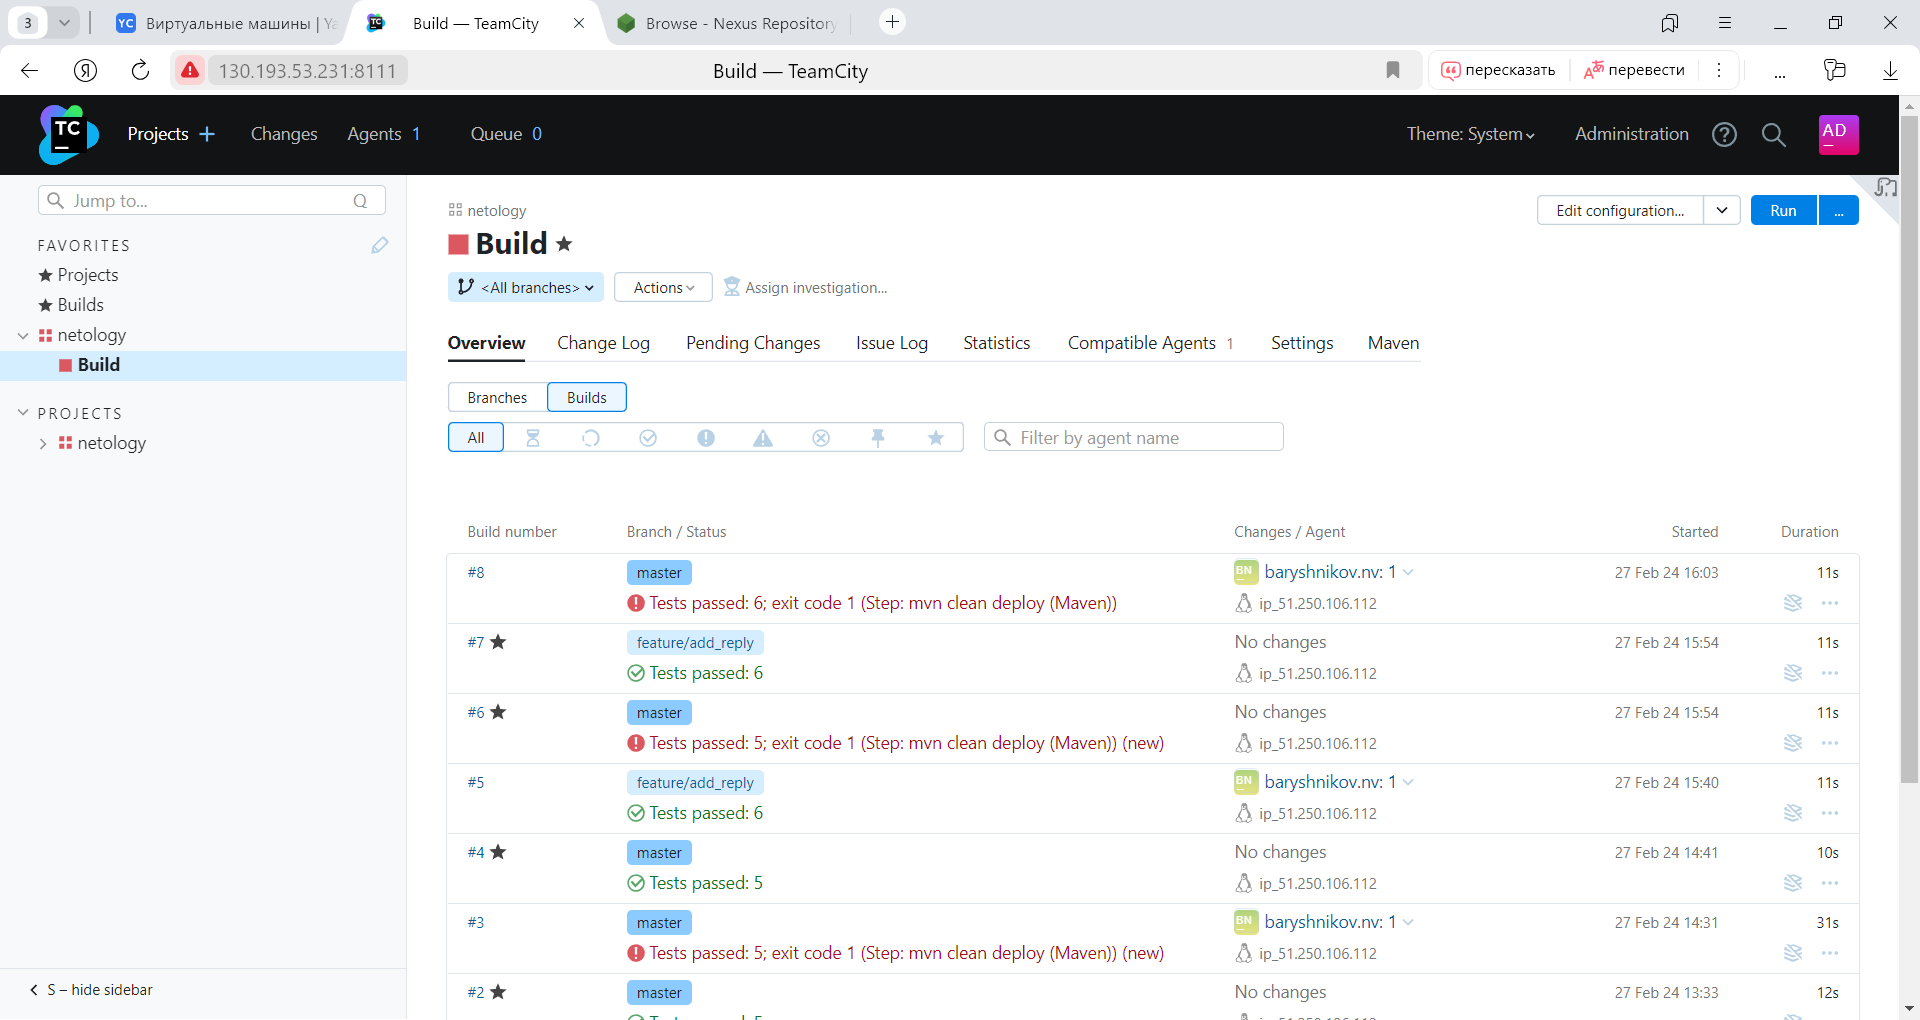 3
YC Виртуальные машины | Ya
TC Build — TeamCity
Browse - Nexus Repository
130.193.53.231:8111
Build — TeamCity
пересказать
перевести
TC Projects
Changes
Agents 1
Queue 0
Theme: System
Administration
AD
Jump to...
Q
FAVORITES
Projects
Builds
netology
Build
PROJECTS
netology
S – hide sidebar
netology
Edit configuration...
Run
...
Build
<All branches>
Actions
Assign investigation...
Overview
Change Log
Pending Changes
Issue Log
Statistics
Compatible Agents 1
Settings
Maven
Branches
Builds
All
Filter by agent name
Build number
Branch / Status
Changes / Agent
Started
Duration
#8
master
BN baryshnikov.nv: 1
27 Feb 24 16:03
11s
Tests passed: 6; exit code 1 (Step: mvn clean deploy (Maven))
ip_51.250.106.112
#7
feature/add_reply
No changes
27 Feb 24 15:54
11s
Tests passed: 6
ip_51.250.106.112
#6
master
No changes
27 Feb 24 15:54
11s
Tests passed: 5; exit code 1 (Step: mvn clean deploy (Maven)) (new)
ip_51.250.106.112
#5
feature/add_reply
BN baryshnikov.nv: 1
27 Feb 24 15:40
11s
Tests passed: 6
ip_51.250.106.112
#4
master
No changes
27 Feb 24 14:41
10s
Tests passed: 5
ip_51.250.106.112
#3
master
BN baryshnikov.nv: 1
27 Feb 24 14:31
31s
Tests passed: 5; exit code 1 (Step: mvn clean deploy (Maven)) (new)
ip_51.250.106.112
#2
master
No changes
27 Feb 24 13:33
12s